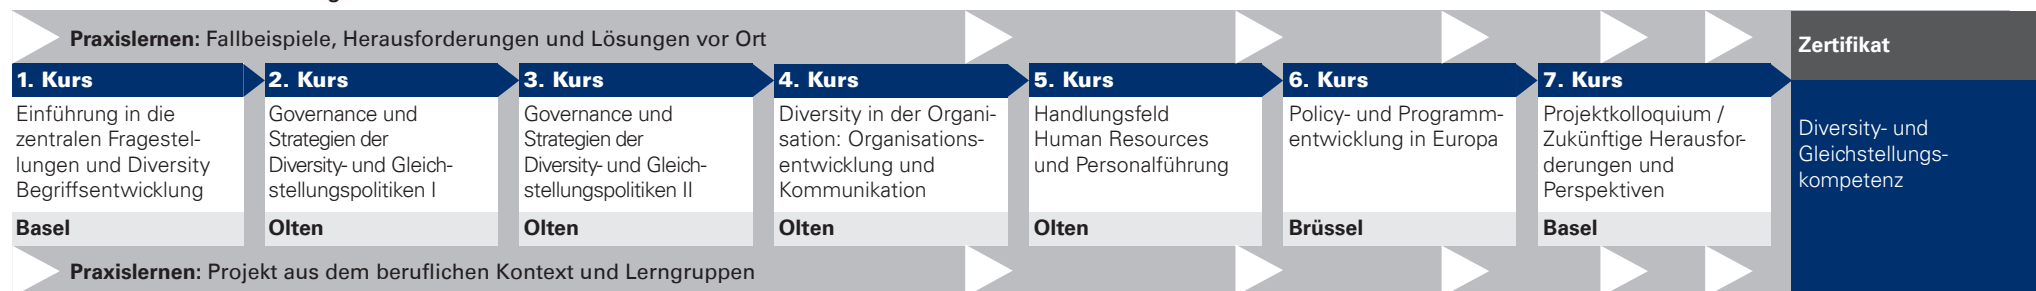 Praxislernen: Fallbeispiele, Herausforderungen und Lösungen vor Ort
1. Kurs
Einführung in die
zentralen Fragestel-
lungen und Diversity
Begriffsentwicklung
Basel
2. Kurs
Governance und
Strategien der
Diversity- und Gleich-
stellungspolitiken I
Olten
3. Kurs
Governance und
Strategien der
Diversity- und Gleich-
stellungspolitiken II
Olten
4. Kurs
Diversity in der Organi-
sation: Organisations-
entwicklung und
Kommunikation
Olten
5. Kurs
Handlungsfeld
Human Resources
und Personalführung
Olten
6. Kurs
Policy- und Programm-
entwicklung in Europa
Brüssel
7. Kurs
Projektkolloquium /
Zukünftige Herausfor-
derungen und
Perspektiven
Basel
Zertifikat
Diversity- und
Gleichstellungs-
kompetenz
Praxislernen: Projekt aus dem beruflichen Kontext und Lerngruppen